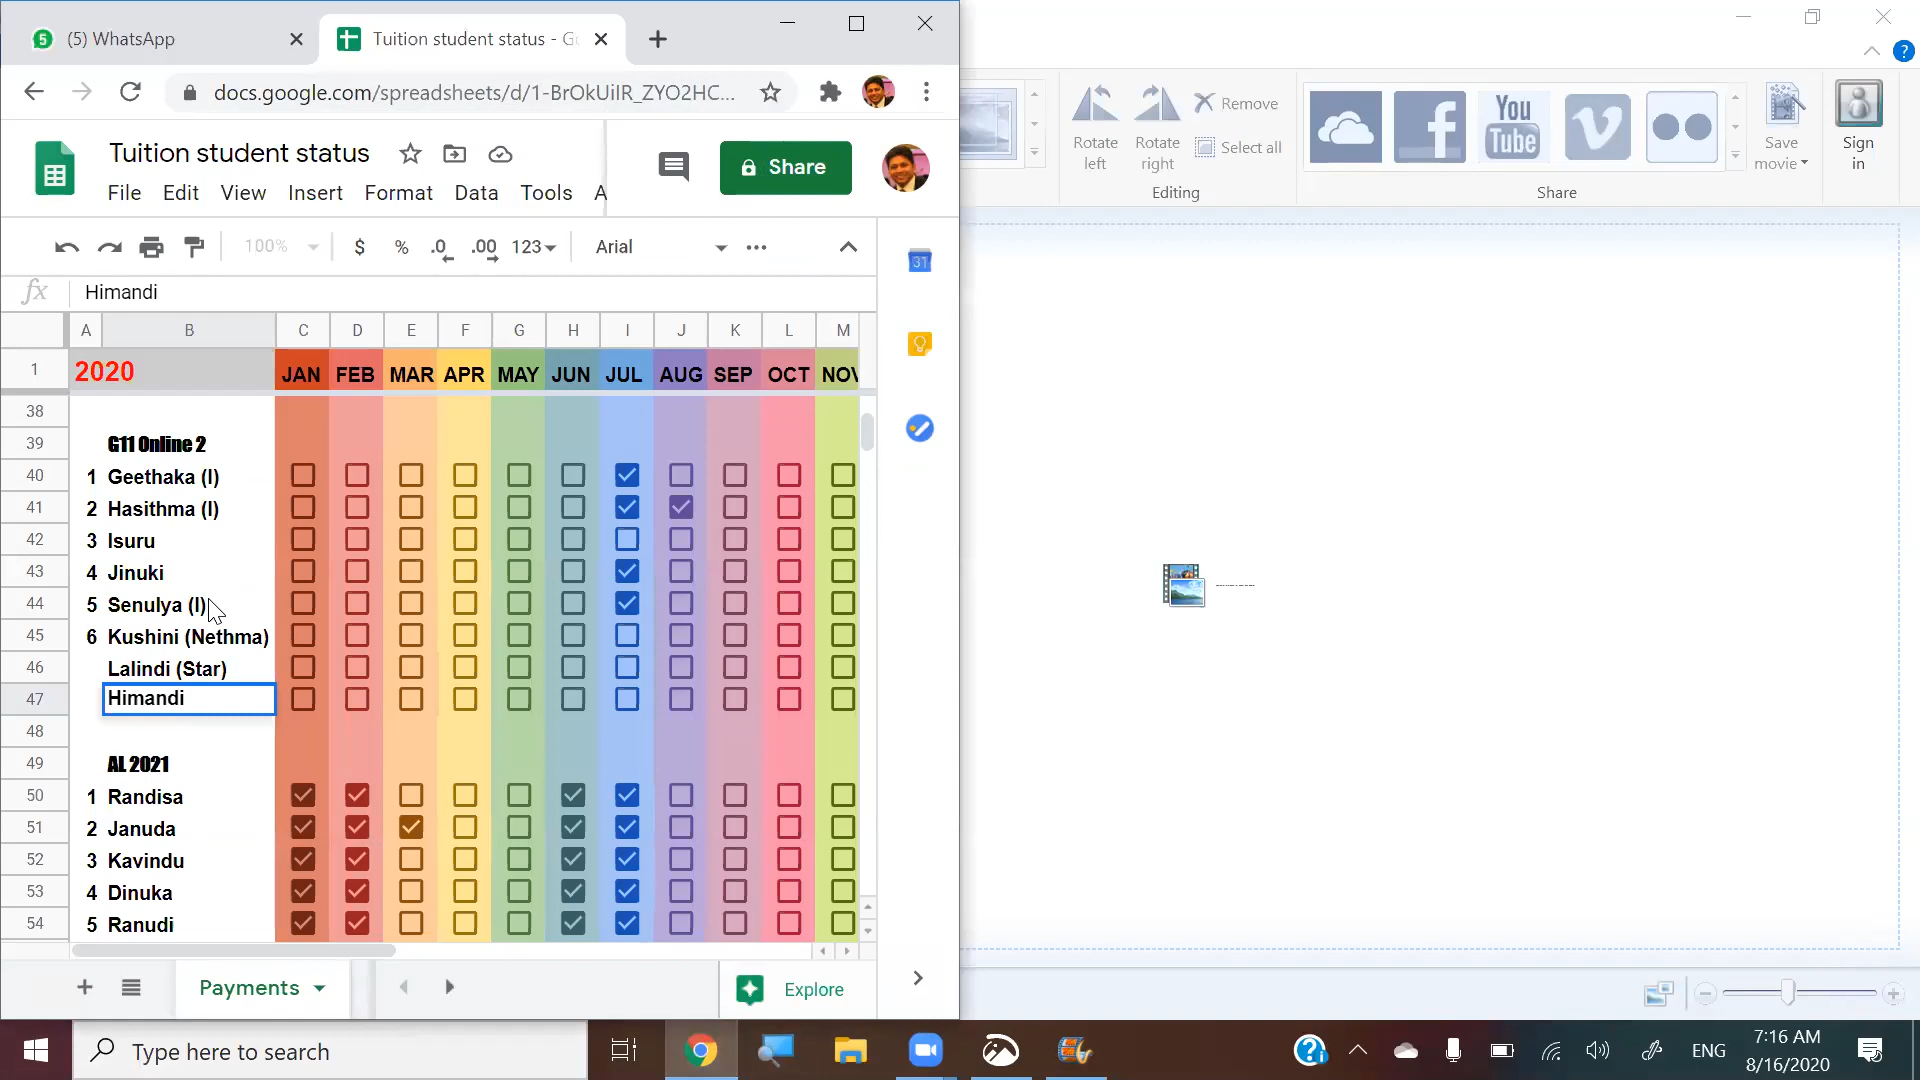 5
(5) WhatsApp
Tuition student status - Go
docs.google.com/spreadsheets/d/1-BrOkUiIR_ZYO2HC...
Tuition student status
Share
File Edit View Insert Format Data Tools A
100% $ % .0 .00 123 Arial
31
fx Himandi
A B C D E F G H I J K L M
1 2020 JAN FEB MAR APR MAY JUN JUL AUG SEP OCT NOV
38
39 G11 Online 2
40 1 Geethaka (I)
41 2 Hasithma (I)
42 3 Isuru
43 4 Jinuki
44 5 Senulya (I)
45 6 Kushini (Nethma)
46 Lalindi (Star)
47 Himandi
48
49 AL 2021
50 1 Randisa
51 2 Januda
52 3 Kavindu
53 4 Dinuka
54 5 Ranudi
Payments
Explore
Rotate left
Rotate right
Remove
Select all
Editing
You Tube
Share
Save movie
Sign in
?
Type here to search
ENG
7:16 AM
8/16/2020